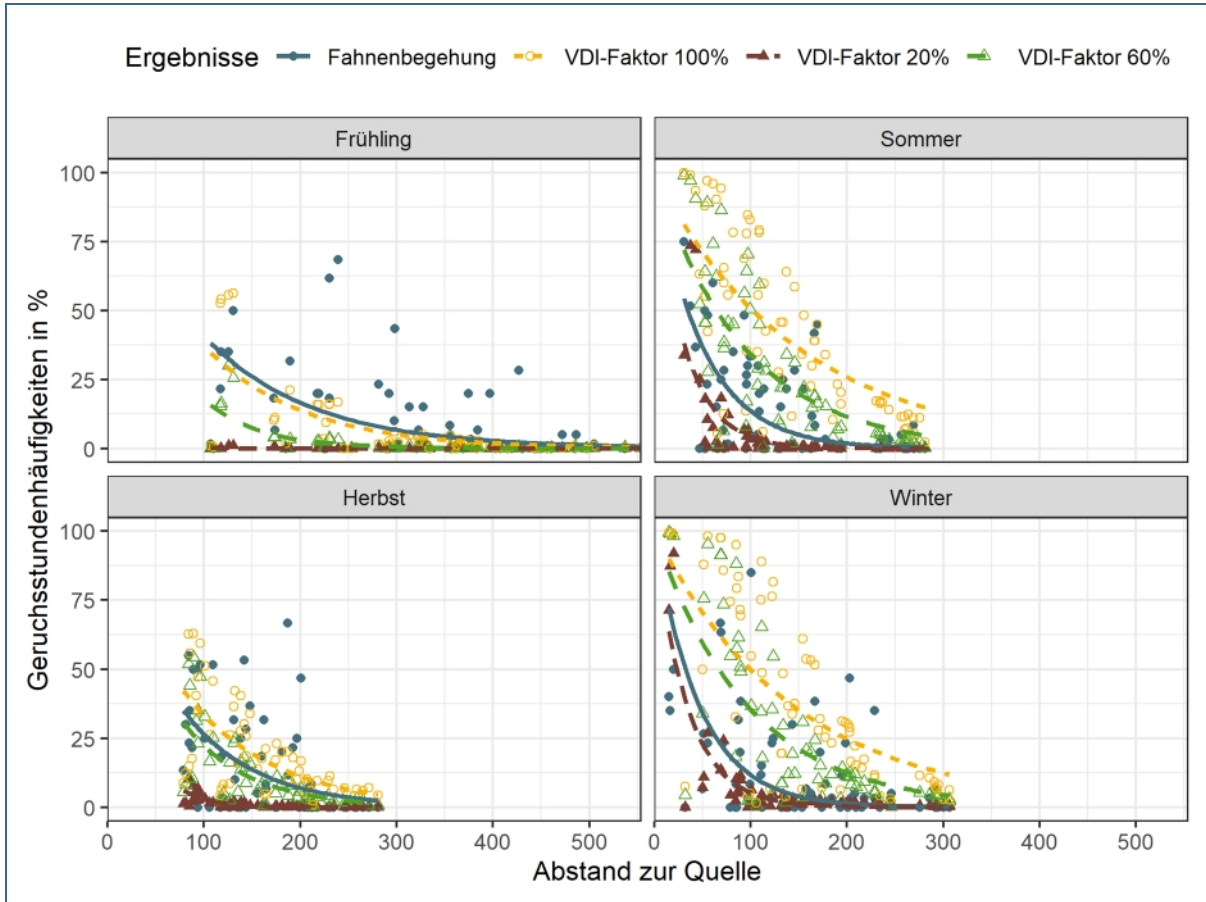 Ergebnisse Fahnenbegehung VDI-Faktor 100% VDI-Faktor 20% VDI-Faktor 60%
Frühling Sommer
100
75
50
25
0
Herbst Winter
100
75
50
25
0
0 100 200 300 400 500 0 100 200 300 400 500
Abstand zur Quelle
Geruchsstundenhäufigkeiten in %